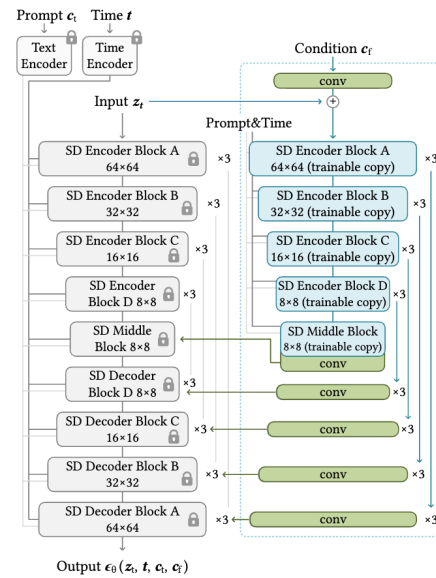 Prompt cₜ
Time t
Text
Encoder
Time
Encoder
Condition c_f
conv
Input zₜ
+
Prompt&Time
SD Encoder Block A
64×64
×3
SD Encoder Block A
64×64 (trainable copy)
×3
SD Encoder Block B
32×32
×3
SD Encoder Block B
32×32 (trainable copy)
×3
SD Encoder Block C
16×16
×3
SD Encoder Block C
16×16 (trainable copy)
×3
SD Encoder
Block D 8×8
×3
SD Encoder Block D
8×8 (trainable copy)
×3
SD Middle
Block 8×8
SD Middle Block
8×8 (trainable copy)
conv
SD Decoder
Block D 8×8
×3
conv
×3
SD Decoder Block C
16×16
×3
conv
×3
SD Decoder Block B
32×32
×3
conv
×3
SD Decoder Block A
64×64
×3
conv
×3
Output ϵ_θ(zₜ, t, cₜ, c_f)